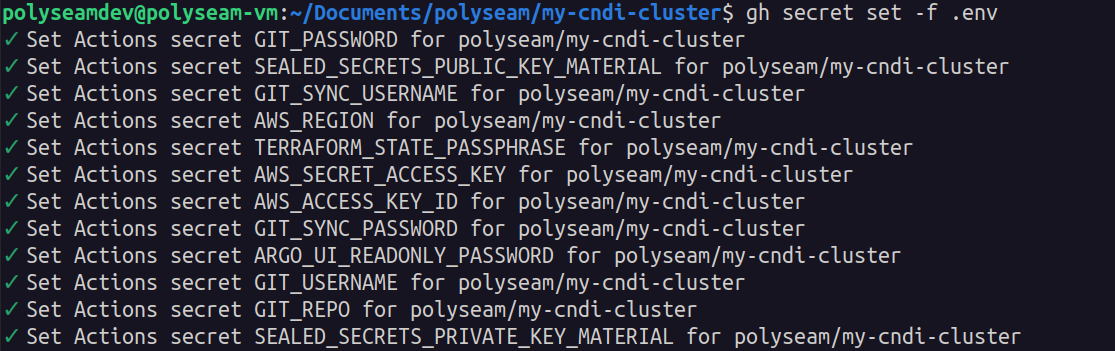 polyseamdev@polyseam-vm:~/Documents/polyseam/my-cndi-cluster$ gh secret set -f .env
✓ Set Actions secret GIT_PASSWORD for polyseam/my-cndi-cluster
✓ Set Actions secret SEALED_SECRETS_PUBLIC_KEY_MATERIAL for polyseam/my-cndi-cluster
✓ Set Actions secret GIT_SYNC_USERNAME for polyseam/my-cndi-cluster
✓ Set Actions secret AWS_REGION for polyseam/my-cndi-cluster
✓ Set Actions secret TERRAFORM_STATE_PASSPHRASE for polyseam/my-cndi-cluster
✓ Set Actions secret AWS_SECRET_ACCESS_KEY for polyseam/my-cndi-cluster
✓ Set Actions secret AWS_ACCESS_KEY_ID for polyseam/my-cndi-cluster
✓ Set Actions secret GIT_SYNC_PASSWORD for polyseam/my-cndi-cluster
✓ Set Actions secret ARGO_UI_READONLY_PASSWORD for polyseam/my-cndi-cluster
✓ Set Actions secret GIT_USERNAME for polyseam/my-cndi-cluster
✓ Set Actions secret GIT_REPO for polyseam/my-cndi-cluster
✓ Set Actions secret SEALED_SECRETS_PRIVATE_KEY_MATERIAL for polyseam/my-cndi-cluster